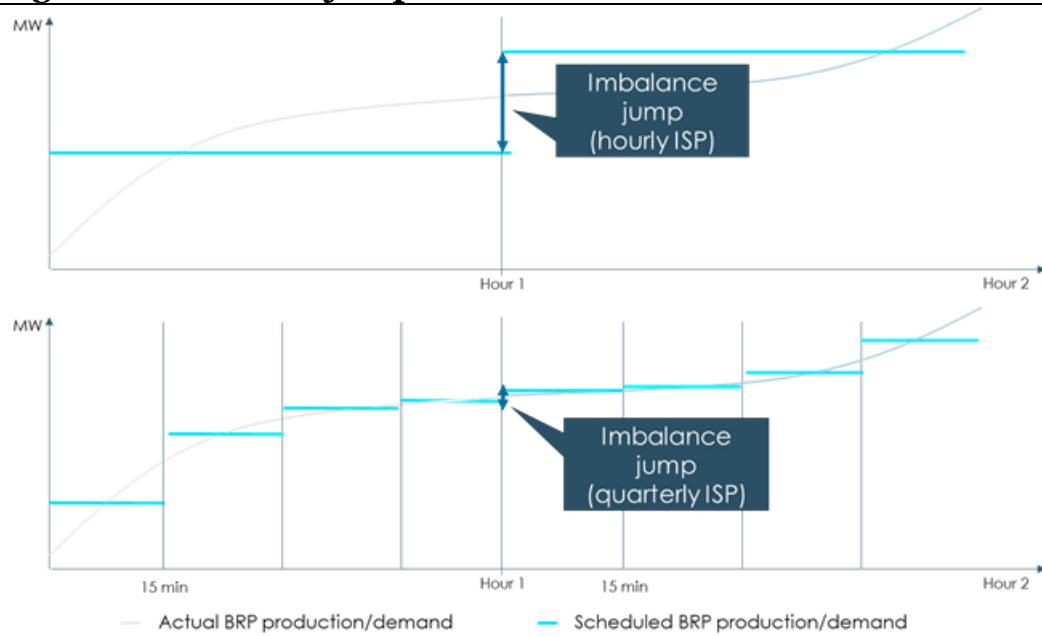 MW
Imbalance
jump
(hourly ISP)
Hour 1
Hour 2
MW
Imbalance
jump
(quarterly ISP)
15 min
Hour 1
15 min
Hour 2
Actual BRP production/demand
Scheduled BRP production/demand